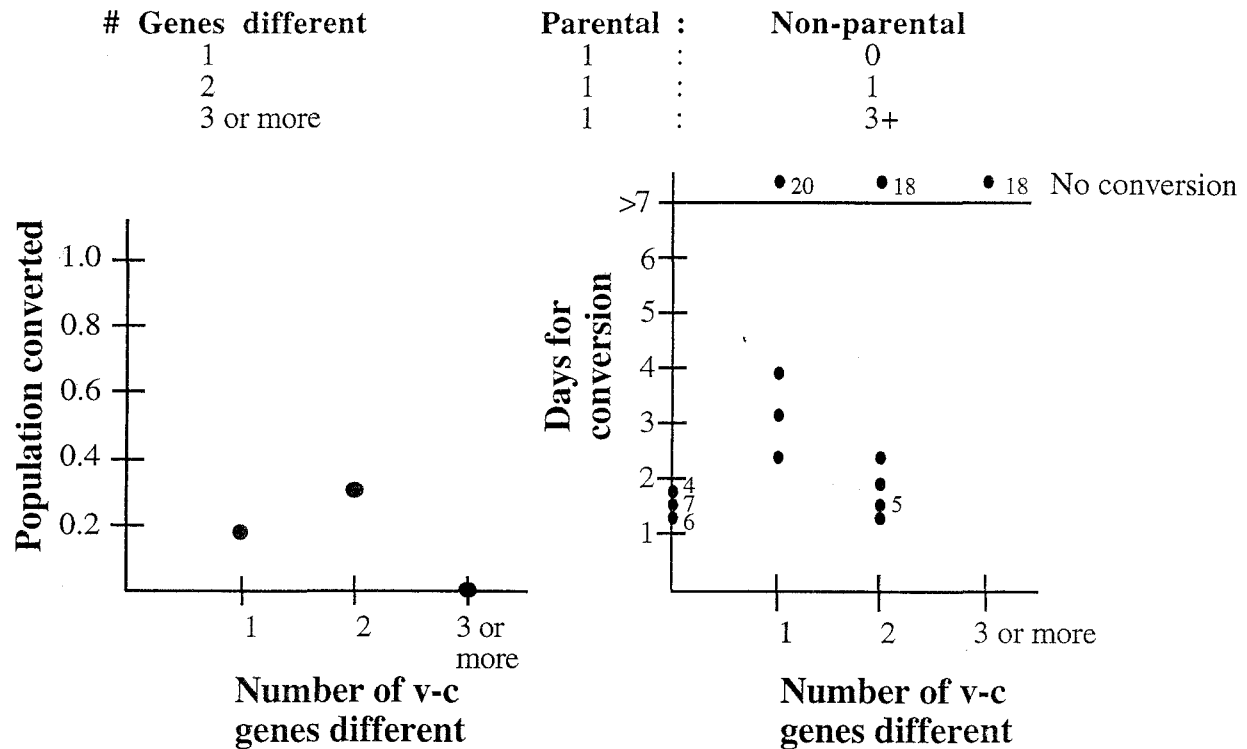 # Genes different Parental : Non-parental
1 1 : 0
2 1 : 1
3 or more 1 : 3+
Population converted
1.0
0.8
0.6
0.4
0.2
1 2 3 or
more
Number of v-c
genes different
Days for
conversion
20 18 18 No conversion
>7
6
5
4
3
2
1
4
7
6
5
1 2 3 or more
Number of v-c
genes different